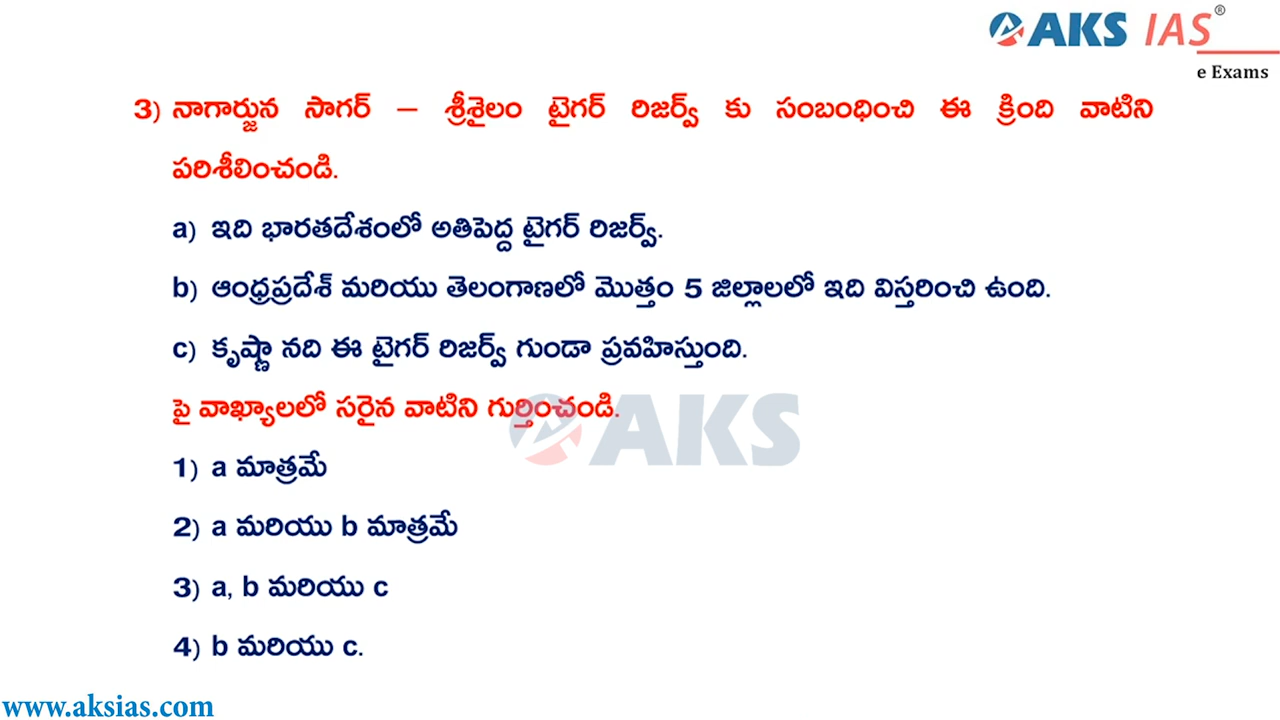 AKS IAS®
e Exams
3) నాగార్జున సాగర్ – శ్రీశైలం టైగర్ రిజర్వ్ కు సంబంధించి ఈ క్రింది వాటిని
పరిశీలించండి.
a) ఇది భారతదేశంలో అతిపెద్ద టైగర్ రిజర్వ్.
b) ఆంధ్రప్రదేశ్ మరియు తెలంగాణలో మొత్తం 5 జిల్లాలలో ఇది విస్తరించి ఉంది.
c) కృష్ణా నది ఈ టైగర్ రిజర్వ్ గుండా ప్రవహిస్తుంది.
పై వాఖ్యాలలో సరైన వాటిని గుర్తించండి.
AKS
1) a మాత్రమే
2) a మరియు b మాత్రమే
3) a, b మరియు c
4) b మరియు c.
www.aksias.com